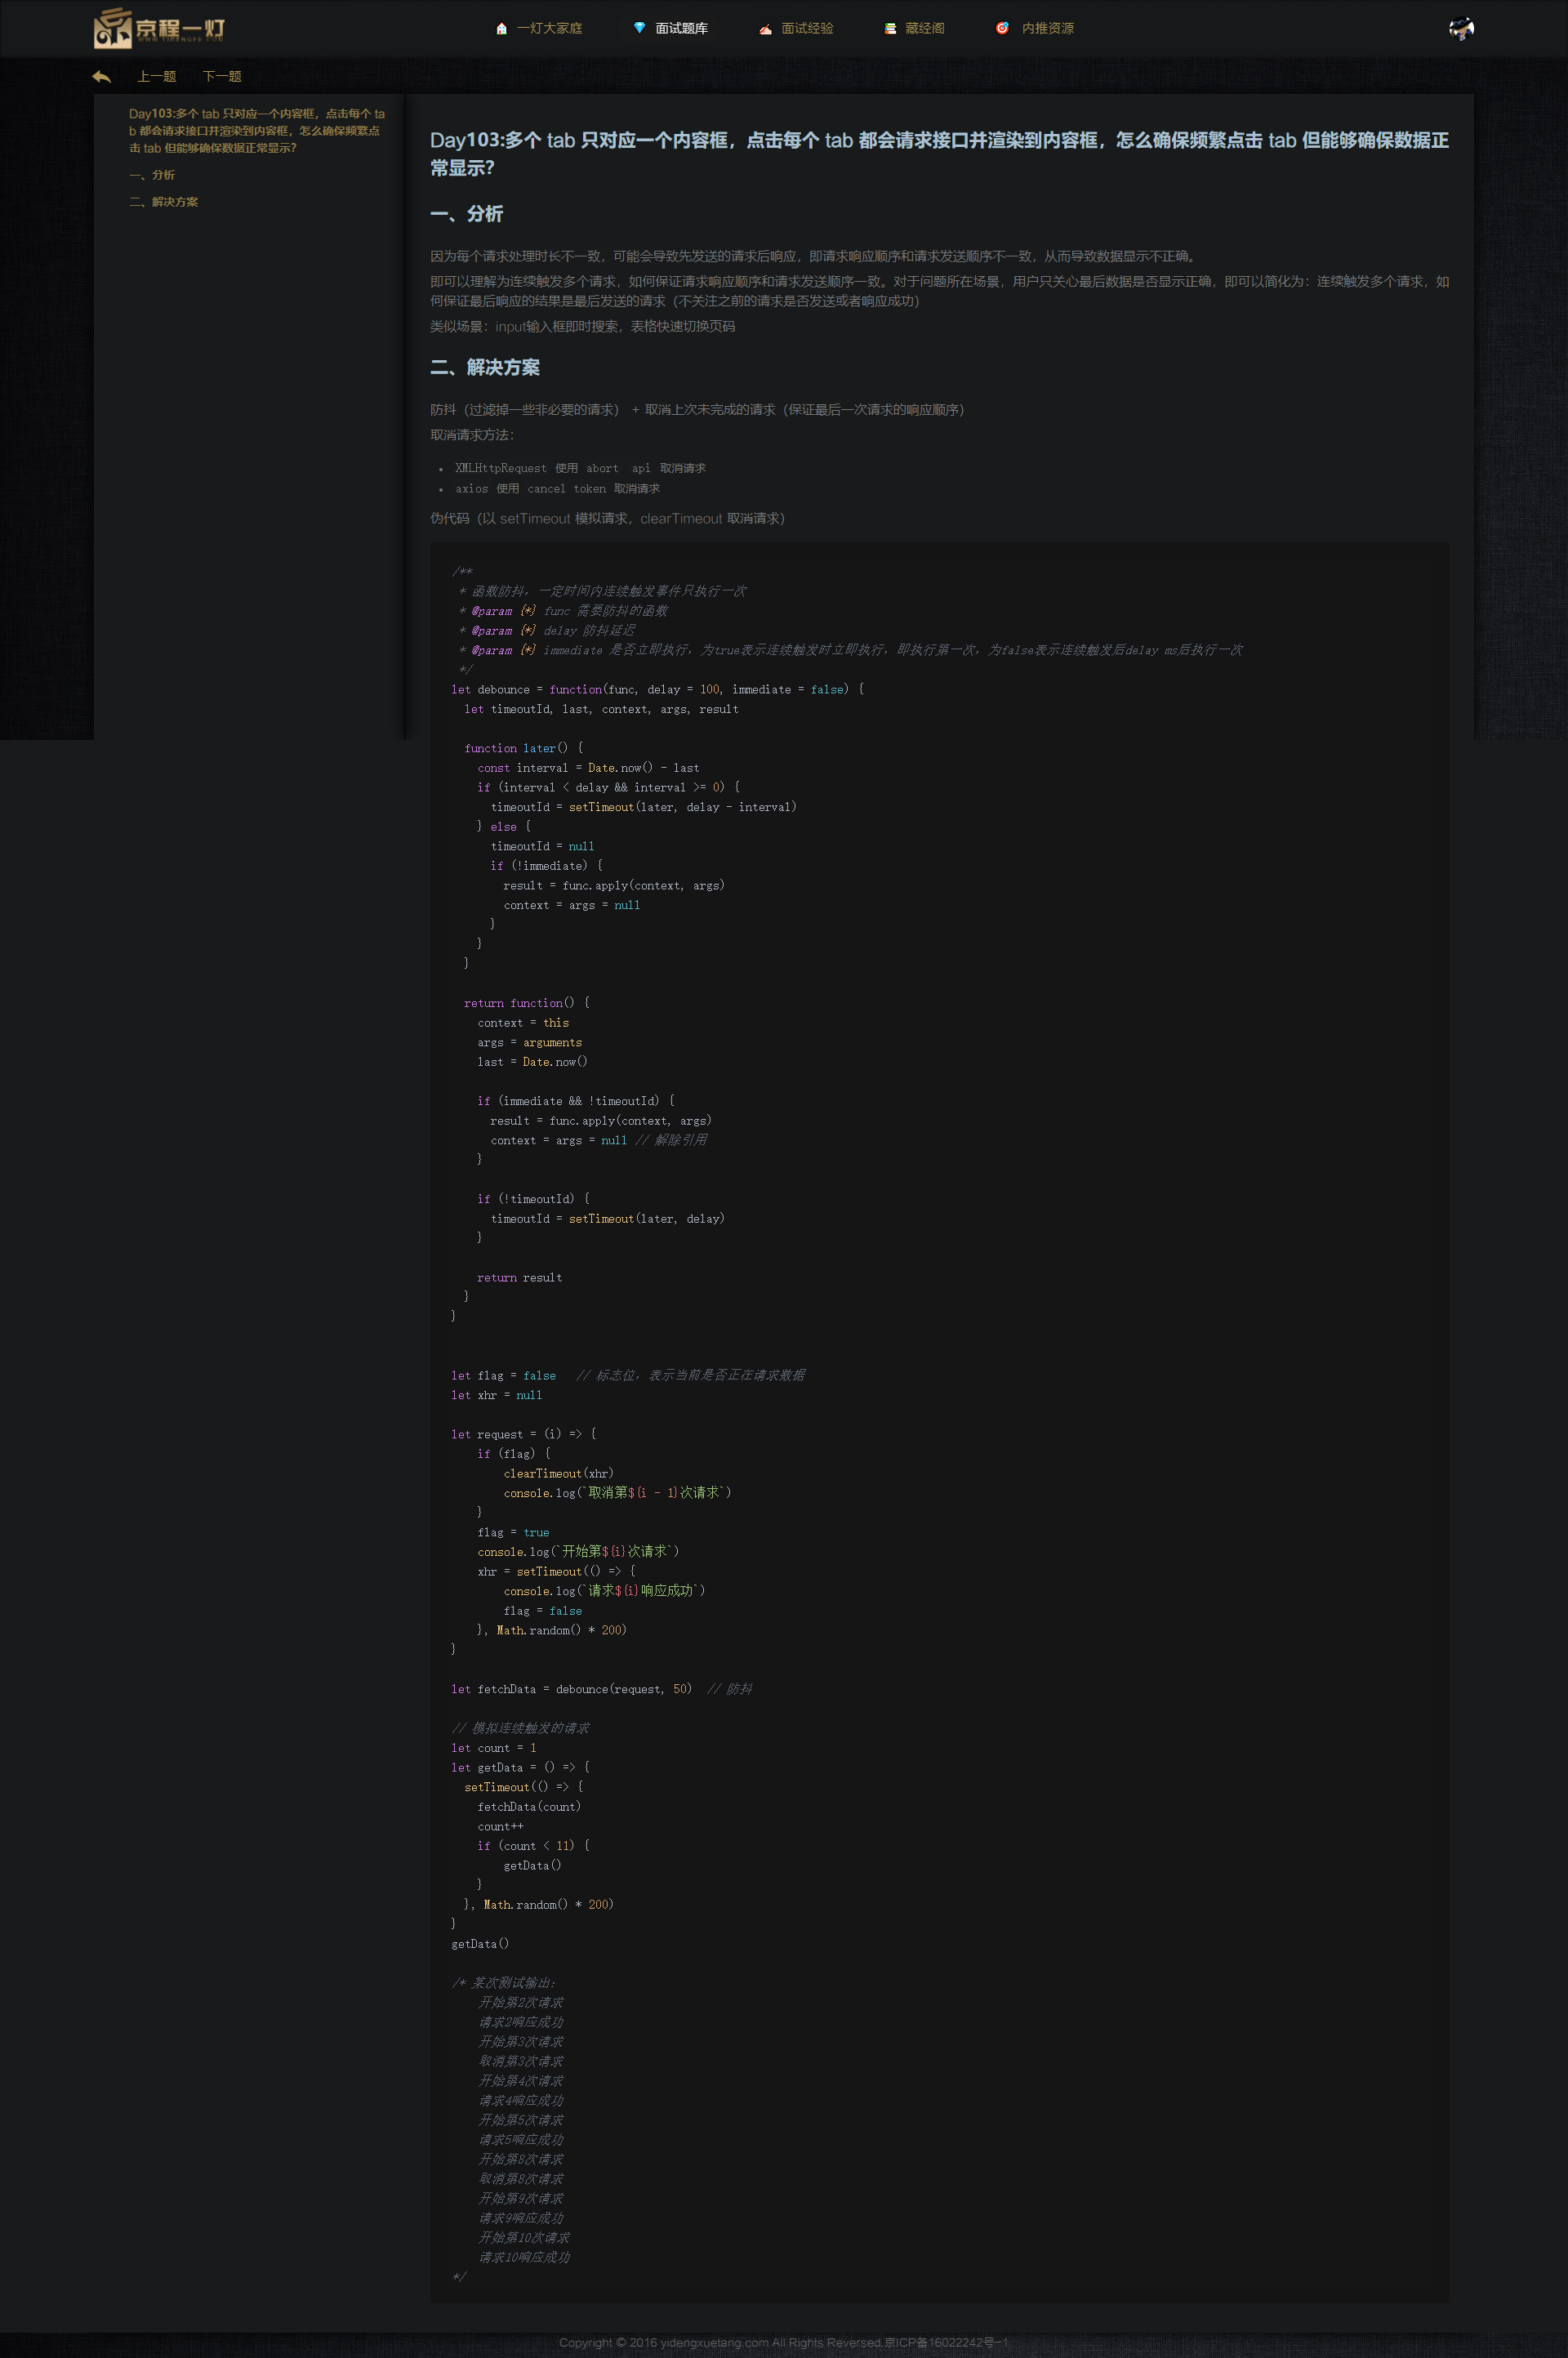 京程一灯
WWW.YIDENGFE.COM
一灯大家庭
面试题库
面试经验
藏经阁
内推资源
上一题 下一题
Day103:多个 tab 只对应一个内容框，点击每个 ta
b 都会请求接口并渲染到内容框，怎么确保频繁点
击 tab 但能够确保数据正常显示?
一、分析
二、解决方案
Day103:多个 tab 只对应一个内容框，点击每个 tab 都会请求接口并渲染到内容框，怎么确保频繁点击 tab 但能够确保数据正
常显示?
一、分析
因为每个请求处理时长不一致，可能会导致先发送的请求后响应，即请求响应顺序和请求发送顺序不一致，从而导致数据显示不正确。
即可以理解为连续触发多个请求，如何保证请求响应顺序和请求发送顺序一致。对于问题所在场景，用户只关心最后数据是否显示正确，即可以简化为：连续触发多个请求，如
何保证最后响应的结果是最后发送的请求（不关注之前的请求是否发送或者响应成功）
类似场景：input输入框即时搜索，表格快速切换页码
二、解决方案
防抖（过滤掉一些非必要的请求） + 取消上次未完成的请求（保证最后一次请求的响应顺序）
取消请求方法：
• XMLHttpRequest 使用 abort  api 取消请求
• axios 使用 cancel token 取消请求
伪代码（以 setTimeout 模拟请求，clearTimeout 取消请求）
/**
 * 函数防抖，一定时间内连续触发事件只执行一次
 * @param {*} func 需要防抖的函数
 * @param {*} delay 防抖延迟
 * @param {*} immediate 是否立即执行，为true表示连续触发时立即执行，即执行第一次，为false表示连续触发后delay ms后执行一次
 */
let debounce = function(func, delay = 100, immediate = false) {
  let timeoutId, last, context, args, result
  function later() {
    const interval = Date.now() - last
    if (interval < delay && interval >= 0) {
      timeoutId = setTimeout(later, delay - interval)
    } else {
      timeoutId = null
      if (!immediate) {
        result = func.apply(context, args)
        context = args = null
      }
    }
  }
  return function() {
    context = this
    args = arguments
    last = Date.now()
    if (immediate && !timeoutId) {
      result = func.apply(context, args)
      context = args = null // 解除引用
    }
    if (!timeoutId) {
      timeoutId = setTimeout(later, delay)
    }
    return result
  }
}
let flag = false   // 标志位，表示当前是否正在请求数据
let xhr = null
let request = (i) => {
    if (flag) {
        clearTimeout(xhr)
        console.log(`取消第${i - 1}次请求`)
    }
    flag = true
    console.log(`开始第${i}次请求`)
    xhr = setTimeout(() => {
        console.log(`请求${i}响应成功`)
        flag = false
    }, Math.random() * 200)
}
let fetchData = debounce(request, 50)  // 防抖
// 模拟连续触发的请求
let count = 1
let getData = () => {
  setTimeout(() => {
    fetchData(count)
    count++
    if (count < 11) {
        getData()
    }
  }, Math.random() * 200)
}
getData()
/* 某次测试输出：
    开始第2次请求
    请求2响应成功
    开始第3次请求
    取消第3次请求
    开始第4次请求
    请求4响应成功
    开始第5次请求
    请求5响应成功
    开始第8次请求
    取消第8次请求
    开始第9次请求
    请求9响应成功
    开始第10次请求
    请求10响应成功
*/
Copyright © 2016 yidengxuetang.com All Rights Reversed.京ICP备16022242号-1